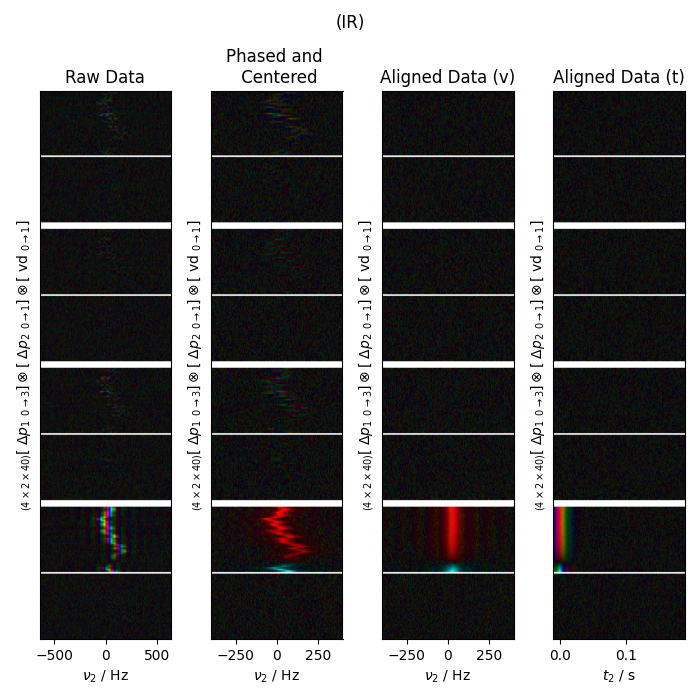 (IR)
Raw Data
Phased and
Centered
Aligned Data (v)
Aligned Data (t)
(4 × 2 × 40)[ Δp1 0→3] ⊗ [ Δp2 0→1] ⊗ [ vd 0→1]
(4 × 2 × 40)[ Δp1 0→3] ⊗ [ Δp2 0→1] ⊗ [ vd 0→1]
(4 × 2 × 40)[ Δp1 0→3] ⊗ [ Δp2 0→1] ⊗ [ vd 0→1]
(4 × 2 × 40)[ Δp1 0→3] ⊗ [ Δp2 0→1] ⊗ [ vd 0→1]
−500 0 500
−250 0 250
−250 0 250
0.0 0.1
ν2 / Hz
ν2 / Hz
ν2 / Hz
t2 / s